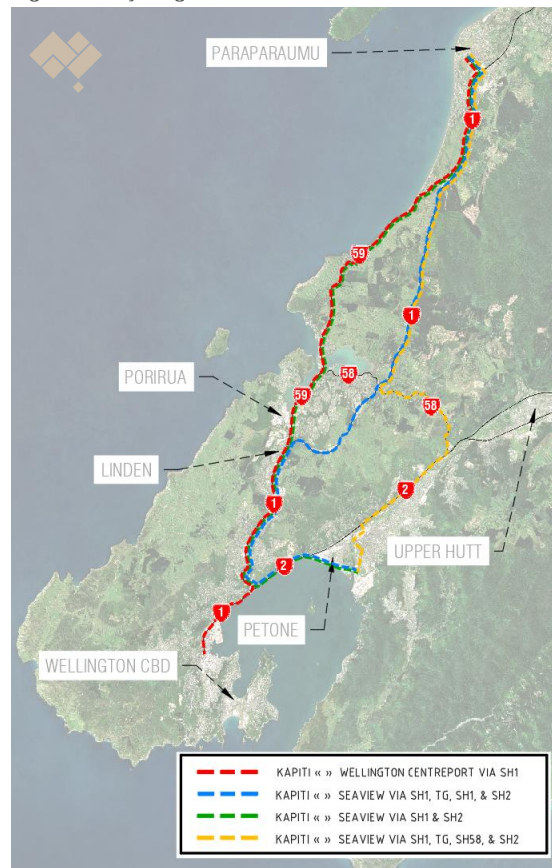 PARAPARAUMU
1
59
1
PORIRUA
58
59
58
LINDEN
2
1
UPPER HUTT
2
1
PETONE
WELLINGTON CBD
KAPITI « » WELLINGTON CENTREPORT VIA SH1
KAPITI « » SEAVIEW VIA SH1, TG, SH1, & SH2
KAPITI « » SEAVIEW VIA SH1 & SH2
KAPITI « » SEAVIEW VIA SH1, TG, SH58, & SH2